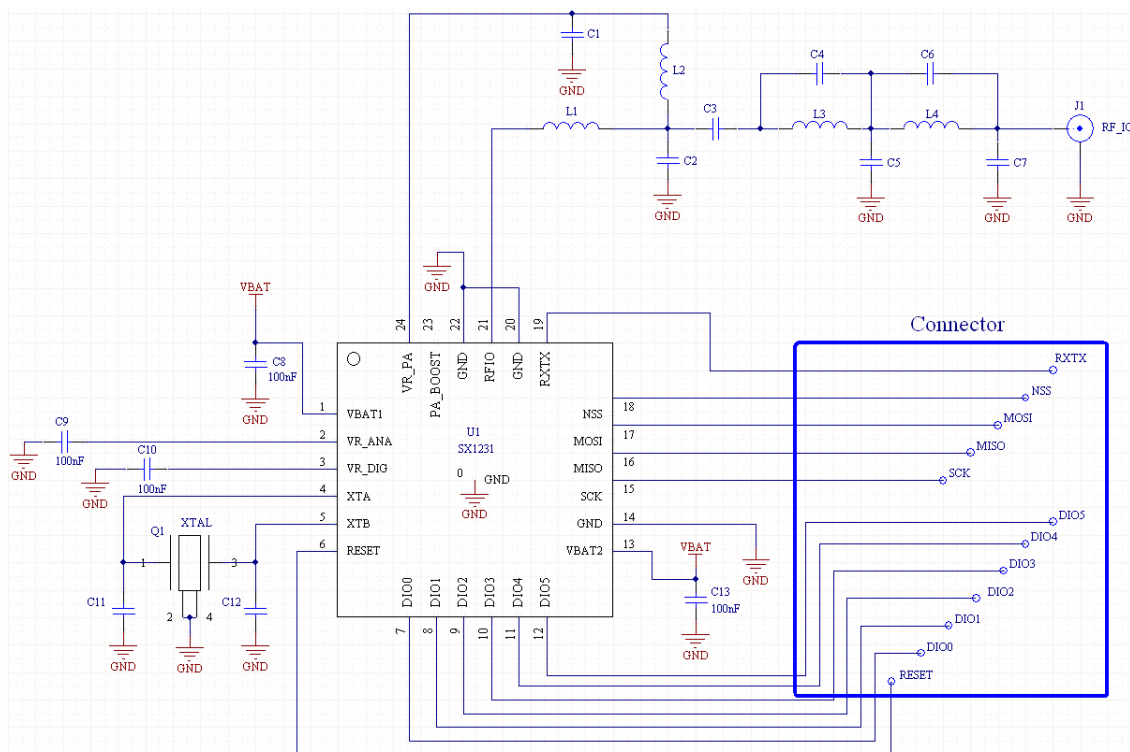 C1
GND
L2
C4
C6
L1
C3
L3
L4
J1
RF_IO
C2
C5
C7
GND
GND
GND
GND
GND
VBAT
24
23
22
21
20
19
Connector
VR_PA
PA_BOOST
GND
RFIO
GND
RXTX
RXTX
C8
100nF
GND
NSS
1
VBAT1
NSS
18
MOSI
C9
100nF
GND
2
VR_ANA
U1
SX1231
MOSI
17
MISO
C10
100nF
GND
3
VR_DIG
0
GND
GND
MISO
16
SCK
4
XTA
SCK
15
XTAL
Q1
5
XTB
GND
14
GND
DIO5
6
RESET
VBAT2
13
VBAT
DIO4
1
3
DIO3
C11
C12
2
4
DIO0
DIO1
DIO2
DIO3
DIO4
DIO5
C13
100nF
DIO2
GND
GND
GND
7
8
9
10
11
12
GND
DIO1
DIO0
RESET